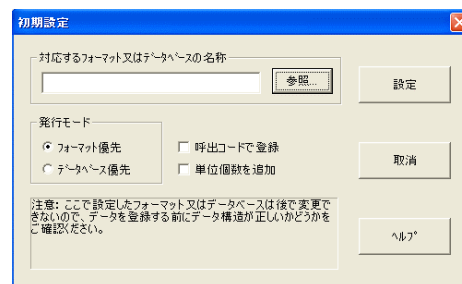 初期設定
対応するﾌｫｰﾏｯﾄ又はﾃﾞｰﾀﾍﾞｰｽの名称
参照...
設定
発行モード
ﾌｫｰﾏｯﾄ優先
ﾃﾞｰﾀﾍﾞｰｽ優先
呼出コードで登録
単位個数を追加
取消
注意: ここで設定したフォーマット又はデータベースは後で変更で
きないので、データを登録する前にデータ構造が正しいかどうかを
ご確認ください。
ﾍﾙﾌﾟ